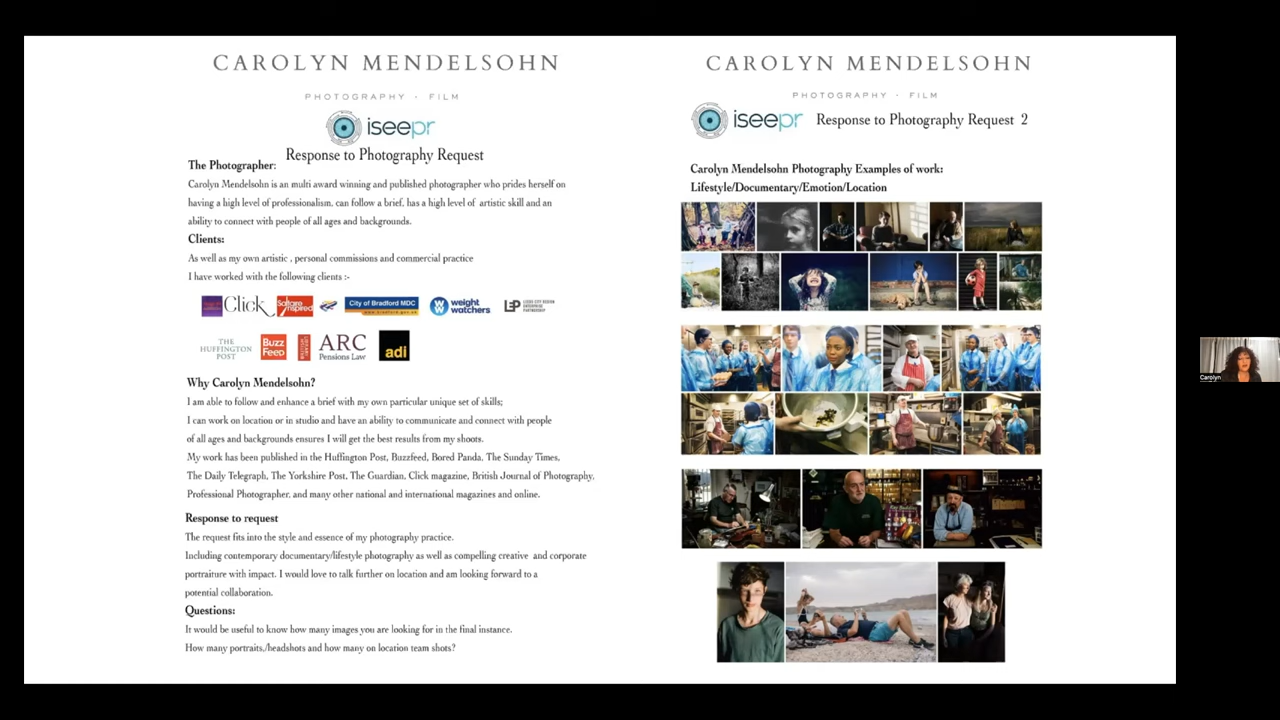 CAROLYN MENDELSOHN
PHOTOGRAPHY - FILM
iseepr
Response to Photography Request
The Photographer:
Carolyn Mendelsohn is an multi award winning and published photographer who prides herself on
having a high level of professionalism, can follow a brief, has a high level of artistic skill and an
ability to connect with people of all ages and backgrounds.
Clients:
As well as my own artistic , personal commissions and commercial practice
I have worked with the following clients :-
Click
Saltaire Inspired
City of Bradford MDC
www.bradford.gov.uk
weight watchers
LEP
LEEDS CITY REGION
ENTERPRISE
PARTNERSHIP
THE
HUFFINGTON
POST
Buzz
Feed
ARC
Pensions Law
adi
Why Carolyn Mendelsohn?
I am able to follow and enhance a brief with my own particular unique set of skills;
I can work on location or in studio and have an ability to communicate and connect with people
of all ages and backgrounds ensures I will get the best results from my shoots.
My work has been published in the Huffington Post, Buzzfeed, Bored Panda, The Sunday Times,
The Daily Telegraph, The Yorkshire Post, The Guardian, Click magazine, British Journal of Photography,
Professional Photographer, and many other national and international magazines and online.
Response to request
The request fits into the style and essence of my photography practice.
Including contemporary documentary/lifestyle photography as well as compelling creative and corporate
portraiture with impact. I would love to talk further on location and am looking forward to a
potential collaboration.
Questions:
It would be useful to know how many images you are looking for in the final instance.
How many portraits,/headshots and how many on location team shots?
CAROLYN MENDELSOHN
PHOTOGRAPHY - FILM
iseepr Response to Photography Request 2
Carolyn Mendelsohn Photography Examples of work:
Lifestyle/Documentary/Emotion/Location
Carolyn